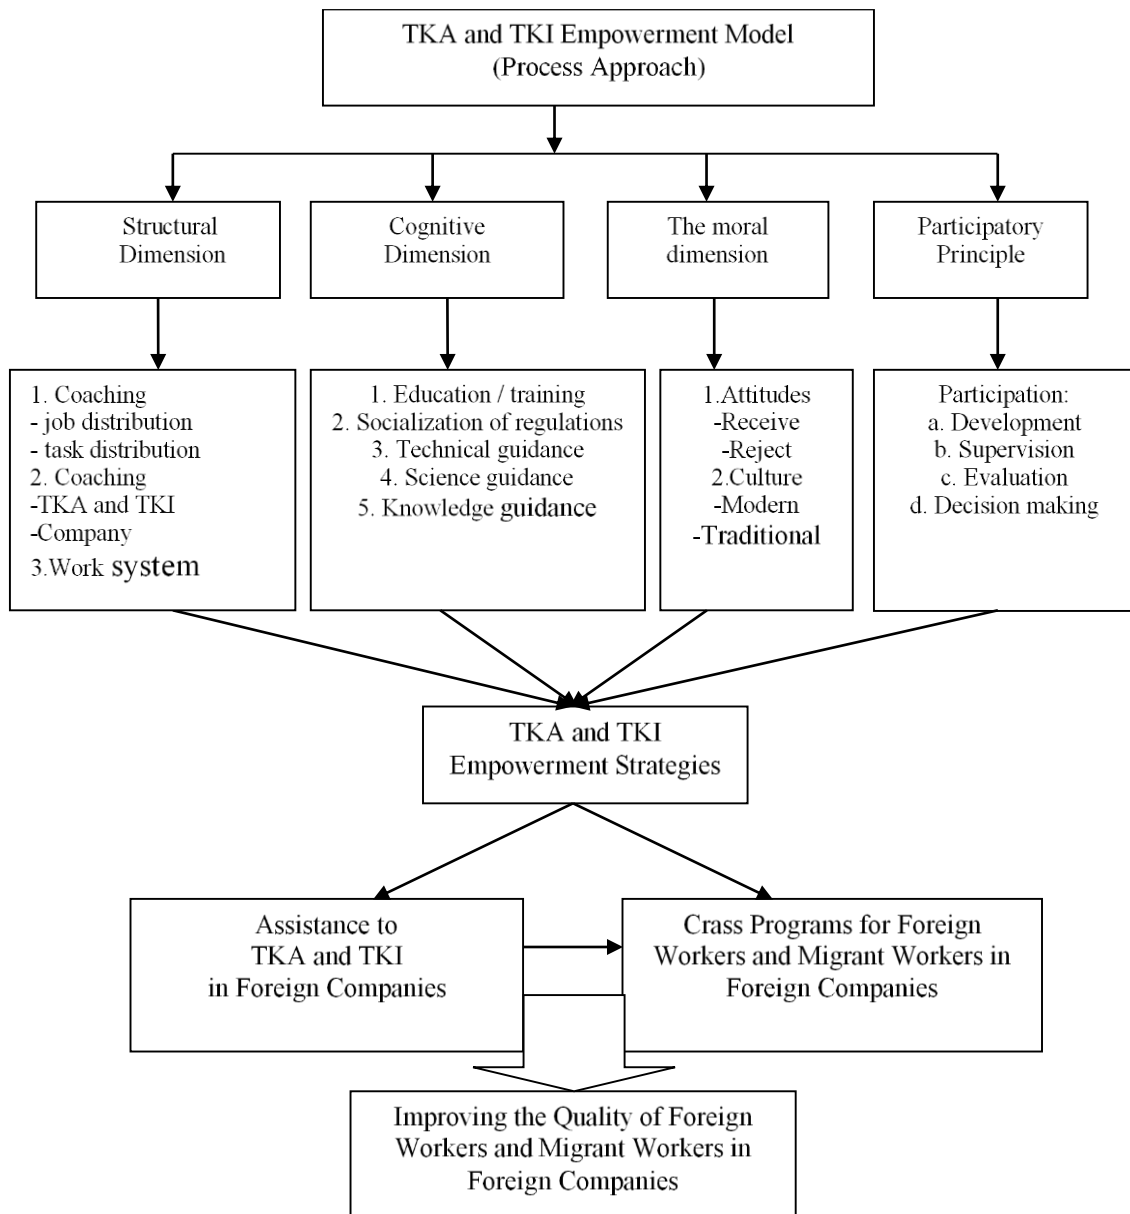 TKA and TKI Empowerment Model
(Process Approach)
Structural
Dimension
Cognitive
Dimension
The moral
dimension
Participatory
Principle
1. Coaching
- job distribution
- task distribution
2. Coaching
-TKA and TKI
-Company
3.Work system
1. Education / training
2. Socialization of regulations
3. Technical guidance
4. Science guidance
5. Knowledge guidance
1.Attitudes
-Receive
-Reject
2.Culture
-Modern
-Traditional
Participation:
a. Development
b. Supervision
c. Evaluation
d. Decision making
TKA and TKI
Empowerment Strategies
Assistance to
TKA and TKI
in Foreign Companies
Crass Programs for Foreign
Workers and Migrant Workers in
Foreign Companies
Improving the Quality of Foreign
Workers and Migrant Workers in
Foreign Companies